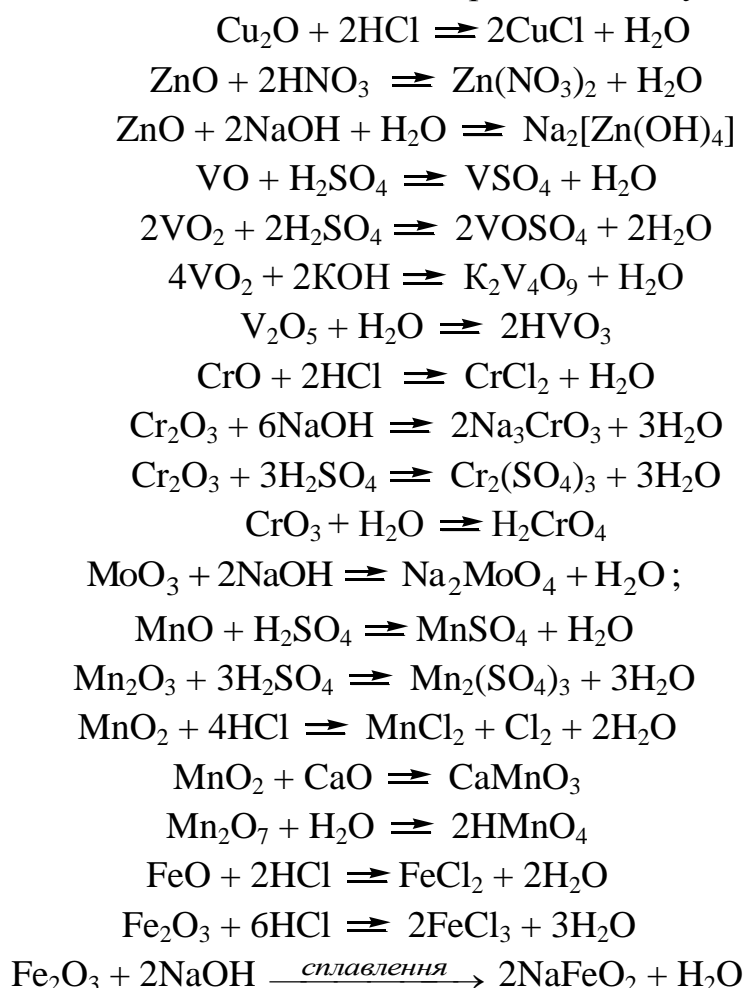 Cu₂O + 2HCl ⇌ 2CuCl + H₂O
ZnO + 2HNO₃ ⇌ Zn(NO₃)₂ + H₂O
ZnO + 2NaOH + H₂O ⇌ Na₂[Zn(OH)₄]
VO + H₂SO₄ ⇌ VSO₄ + H₂O
2VO₂ + 2H₂SO₄ ⇌ 2VOSO₄ + 2H₂O
4VO₂ + 2КОН ⇌ К₂V₄O₉ + H₂O
V₂O₅ + H₂O ⇌ 2HVO₃
CrO + 2HCl ⇌ CrCl₂ + H₂O
Cr₂O₃ + 6NaOH ⇌ 2Na₃CrO₃ + 3H₂O
Cr₂O₃ + 3H₂SO₄ ⇌ Cr₂(SO₄)₃ + 3H₂O
CrO₃ + H₂O ⇌ H₂CrO₄
MoO₃ + 2NaOH ⇌ Na₂MoO₄ + H₂O ;
MnO + H₂SO₄ ⇌ MnSO₄ + H₂O
Mn₂O₃ + 3H₂SO₄ ⇌ Mn₂(SO₄)₃ + 3H₂O
MnO₂ + 4HCl ⇌ MnCl₂ + Cl₂ + 2H₂O
MnO₂ + CaO ⇌ CaMnO₃
Mn₂O₇ + H₂O ⇌ 2HMnO₄
FeO + 2HCl ⇌ FeCl₂ + 2H₂O
Fe₂O₃ + 6HCl ⇌ 2FeCl₃ + 3H₂O
Fe₂O₃ + 2NaOH сплавлення → 2NaFeO₂ + H₂O